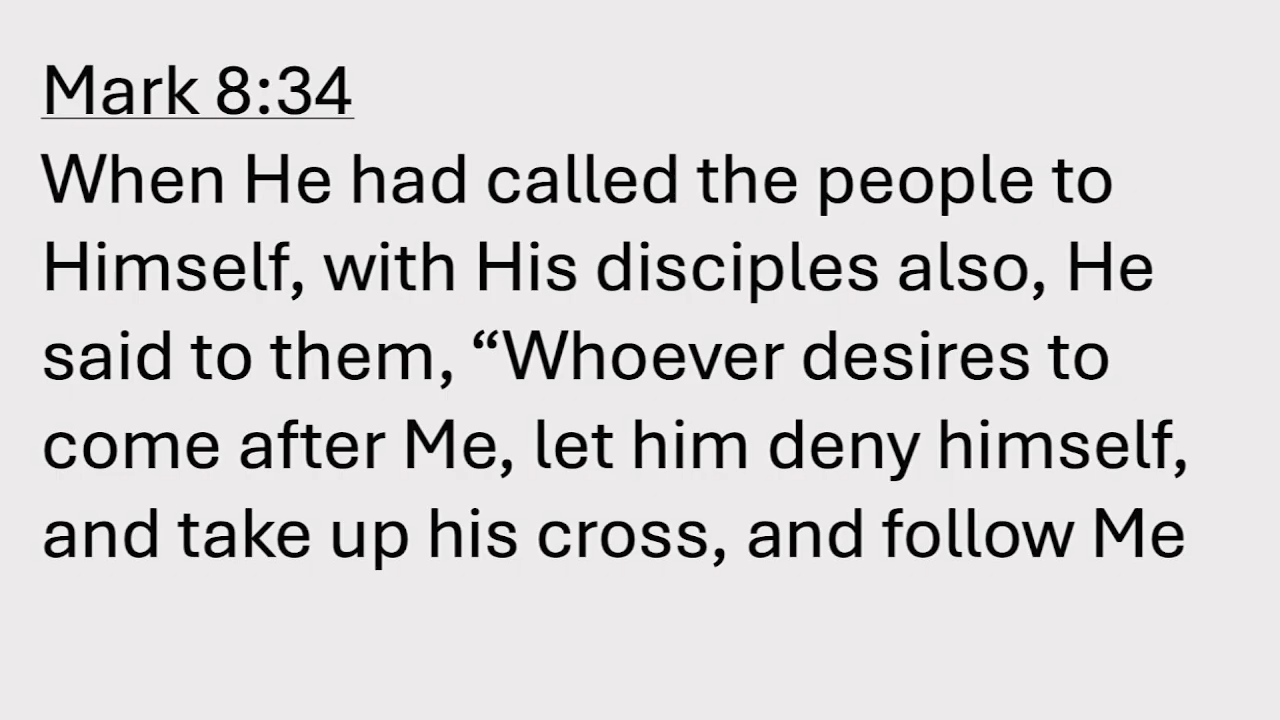 Mark 8:34
When He had called the people to
Himself, with His disciples also, He
said to them, “Whoever desires to
come after Me, let him deny himself,
and take up his cross, and follow Me